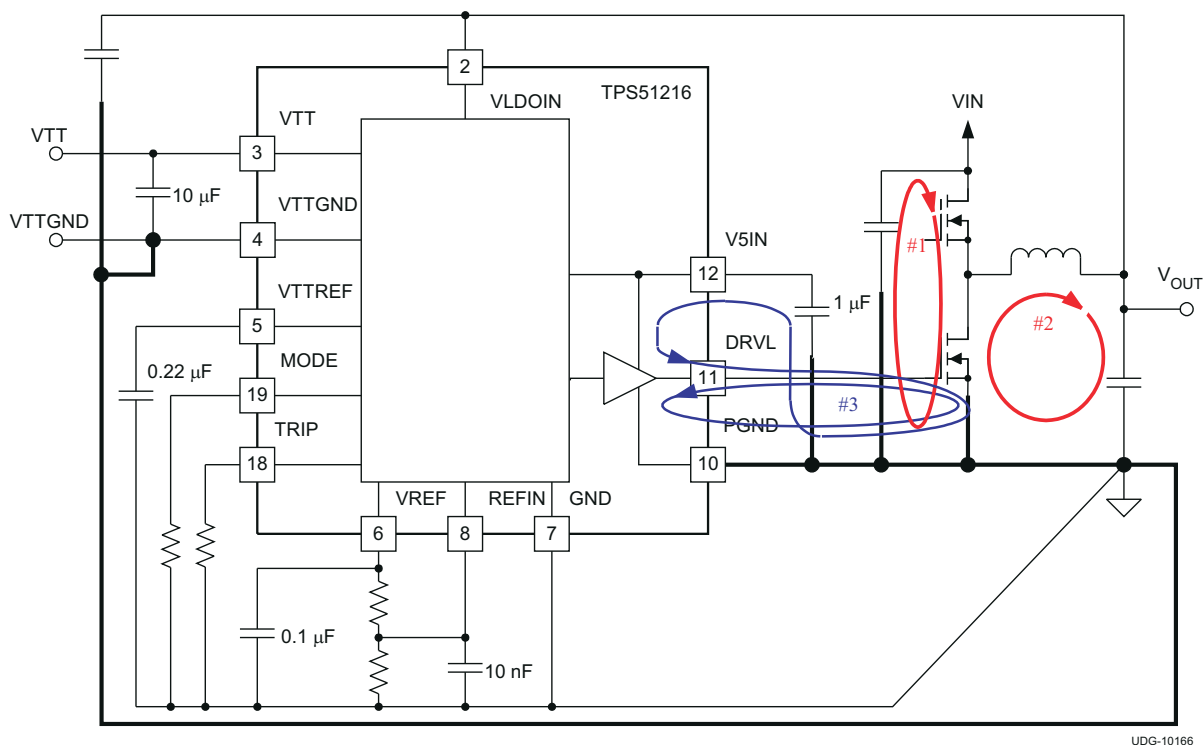 2
TPS51216
VLDOIN
VIN
VTT
VTT
3
10 μF
VTTGND
VTTGND
4
#1
V5IN
12
1 μF
VOUT
VTTREF
5
#2
DRVL
MODE
0.22 μF
11
19
#3
TRIP
PGND
18
10
VREF
REFIN
GND
6
8
7
0.1 μF
10 nF
UDG-10166